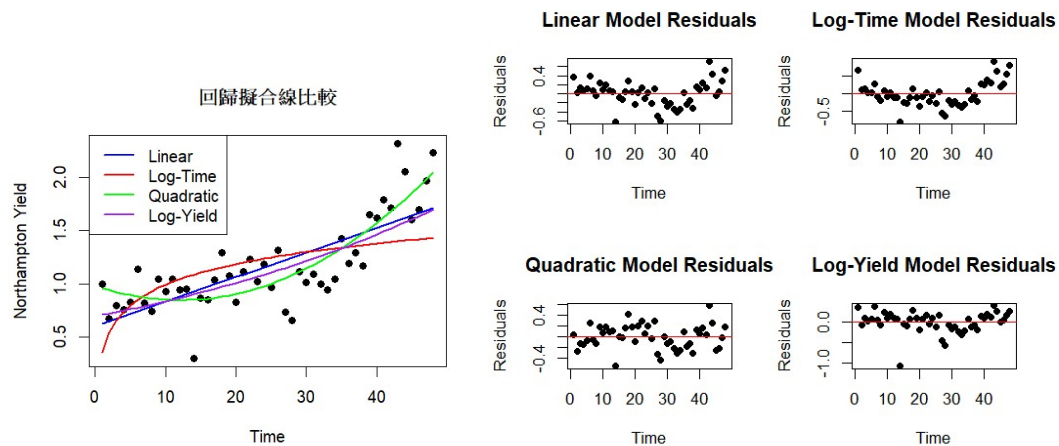 回歸擬合線比較
Northampton Yield
2.0
1.5
1.0
0.5
Linear
Log-Time
Quadratic
Log-Yield
0 10 20 30 40
Time
Linear Model Residuals
Residuals
0.4
-0.6
0 10 20 30 40
Time
Log-Time Model Residuals
Residuals
-0.5
0 10 20 30 40
Time
Quadratic Model Residuals
Residuals
0.4
-0.4
0 10 20 30 40
Time
Log-Yield Model Residuals
Residuals
0.0
-1.0
0 10 20 30 40
Time